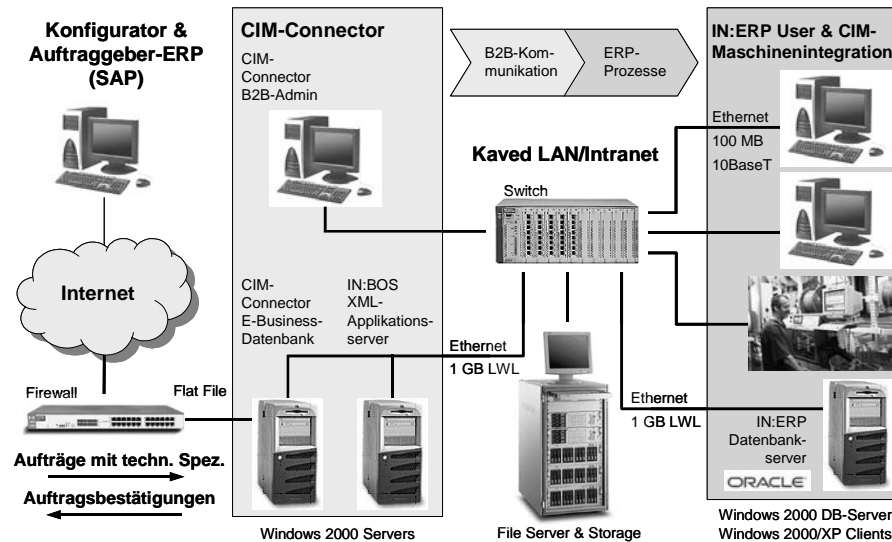 Konfigurator &
Auftraggeber-ERP
(SAP)
Internet
Firewall
Flat File
Aufträge mit techn. Spez.
Auftragsbestätigungen
CIM-Connector
CIM-
Connector
B2B-Admin
CIM-
Connector
E-Business-
Datenbank
IN:BOS
XML-
Applikations-
server
Windows 2000 Servers
B2B-Kom-
munikation
ERP-
Prozesse
Kaved LAN/Intranet
Switch
Ethernet
1 GB LWL
File Server & Storage
Ethernet
1 GB LWL
IN:ERP User & CIM-
Maschinenintegration
Ethernet
100 MB
10BaseT
IN:ERP
Datenbank-
server
ORACLE
Windows 2000 DB-Server
Windows 2000/XP Clients